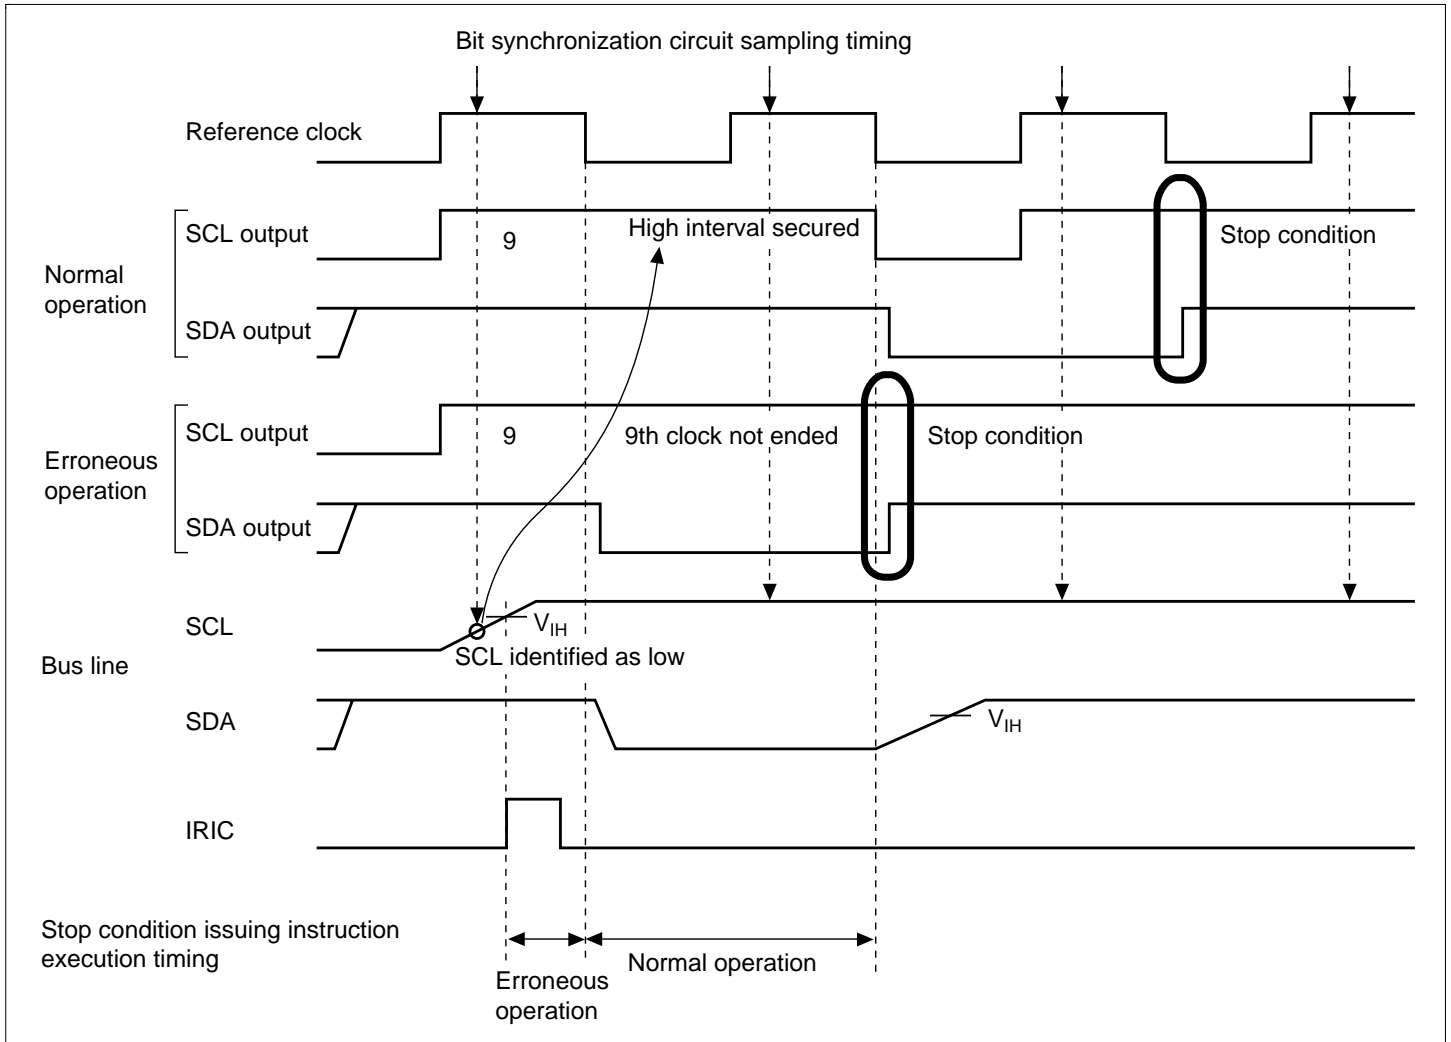 Bit synchronization circuit sampling timing
Reference clock
Normal
operation
SCL output
9
High interval secured
Stop condition
SDA output
Erroneous
operation
SCL output
9
9th clock not ended
Stop condition
SDA output
Bus line
SCL
VIH
SCL identified as low
SDA
VIH
IRIC
Stop condition issuing instruction
execution timing
Erroneous
operation
Normal operation